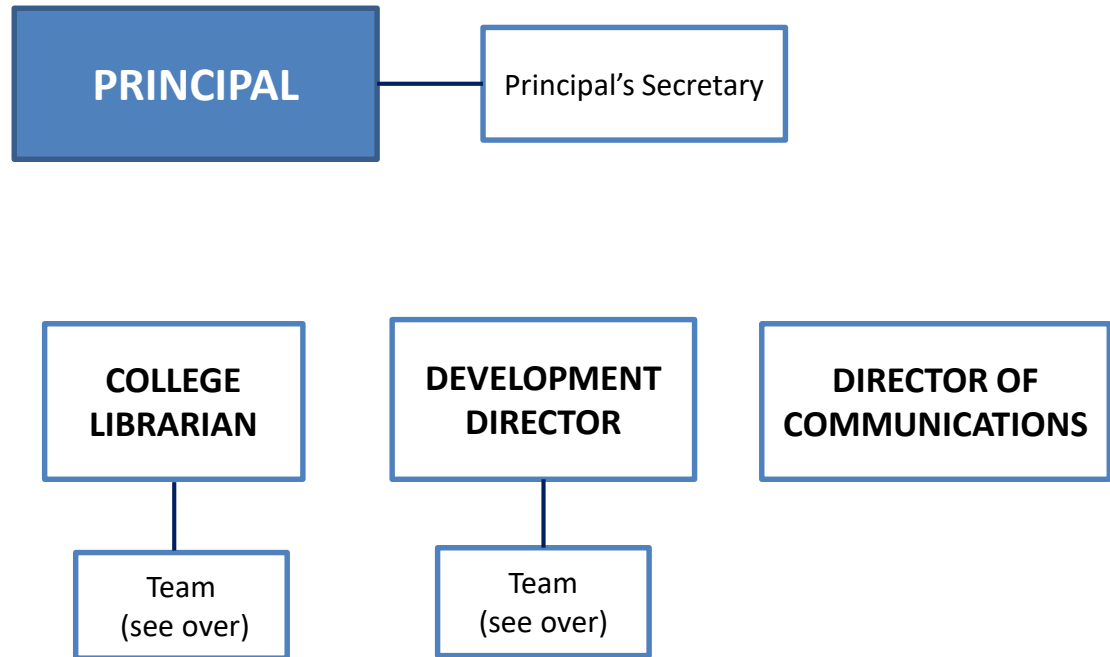 PRINCIPAL
Principal’s Secretary
COLLEGE
LIBRARIAN
DEVELOPMENT
DIRECTOR
DIRECTOR OF
COMMUNICATIONS
Team
(see over)
Team
(see over)